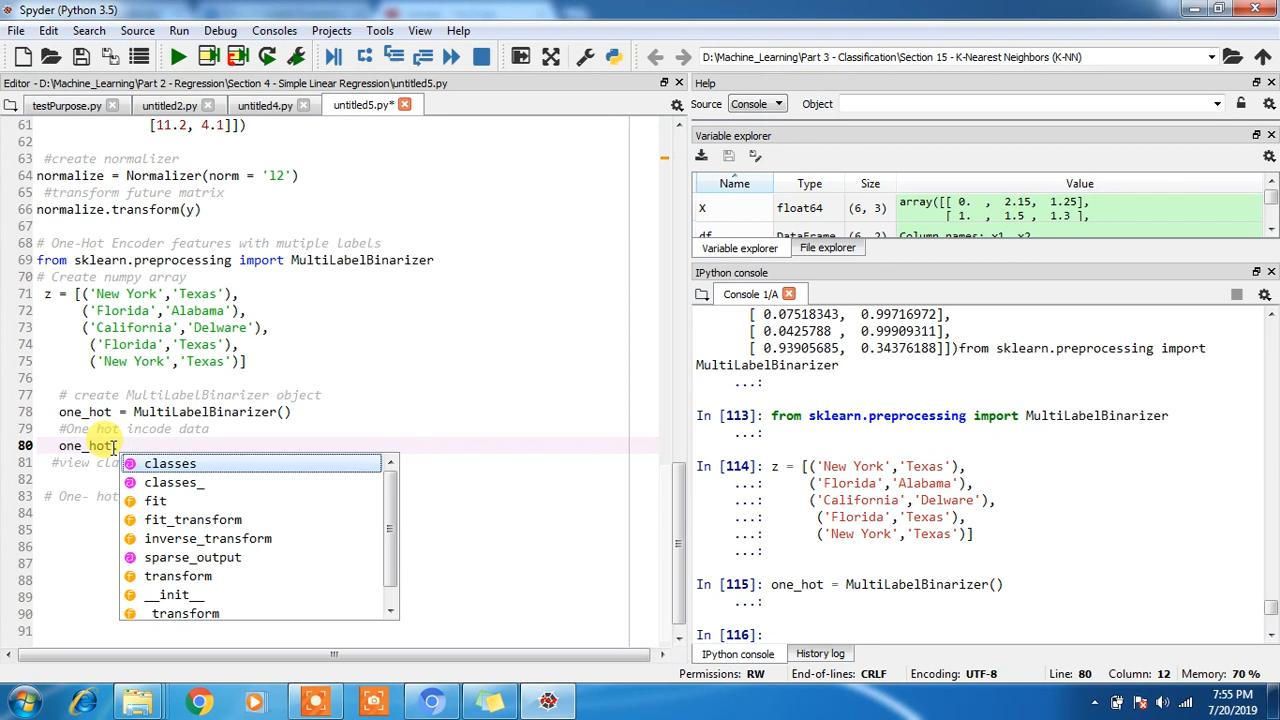 Spyder (Python 3.5)
File Edit Search Source Run Debug Consoles Projects Tools View Help
D:\Machine_Learning\Part 3 - Classification\Section 15 - K-Nearest Neighbors (K-NN)
Editor - D:\Machine_Learning\Part 2 - Regression\Section 4 - Simple Linear Regression\untitled5.py
testPurpose.py untitled2.py untitled4.py untitled5.py*
61 [11.2, 4.1]])
62
63 #create normalizer
64 normalize = Normalizer(norm = 'l2')
65 #transform future matrix
66 normalize.transform(y)
67
68 # One-Hot Encoder features with mutiple labels
69 from sklearn.preprocessing import MultiLabelBinarizer
70 # Create numpy array
71 z = [('New York','Texas'),
72 ('Florida','Alabama'),
73 ('California','Delware'),
74 ('Florida','Texas'),
75 ('New York','Texas')]
76
77 # create MultiLabelBinarizer object
78 one_hot = MultiLabelBinarizer()
79 #One hot incode data
80 one_hot
81 #view cla
82
83 # One- hot
84
85
86
87
88
89
90
91
classes
classes_
fit
fit_transform
inverse_transform
sparse_output
transform
__init__
_transform
Help
Source Console Object
Variable explorer
Name Type Size Value
X float64 (6, 3) array([[ 0. , 2.15, 1.25],
[ 1. , 1.5 , 1.3 ],
df DataFrame (6, 2) Column names: x1, x2
Variable explorer File explorer
IPython console
Console 1/A
[ 0.07518343, 0.99716972],
[ 0.0425788 , 0.99909311],
[ 0.93905685, 0.34376188]])from sklearn.preprocessing import
MultiLabelBinarizer
...:
In [113]: from sklearn.preprocessing import MultiLabelBinarizer
...:
In [114]: z = [('New York','Texas'),
...: ('Florida','Alabama'),
...: ('California','Delware'),
...: ('Florida','Texas'),
...: ('New York','Texas')]
...:
In [115]: one_hot = MultiLabelBinarizer()
...:
In [116]:
IPython console History log
Permissions: RW End-of-lines: CRLF Encoding: UTF-8 Line: 80 Column: 12 Memory: 70 %
7:55 PM
7/20/2019